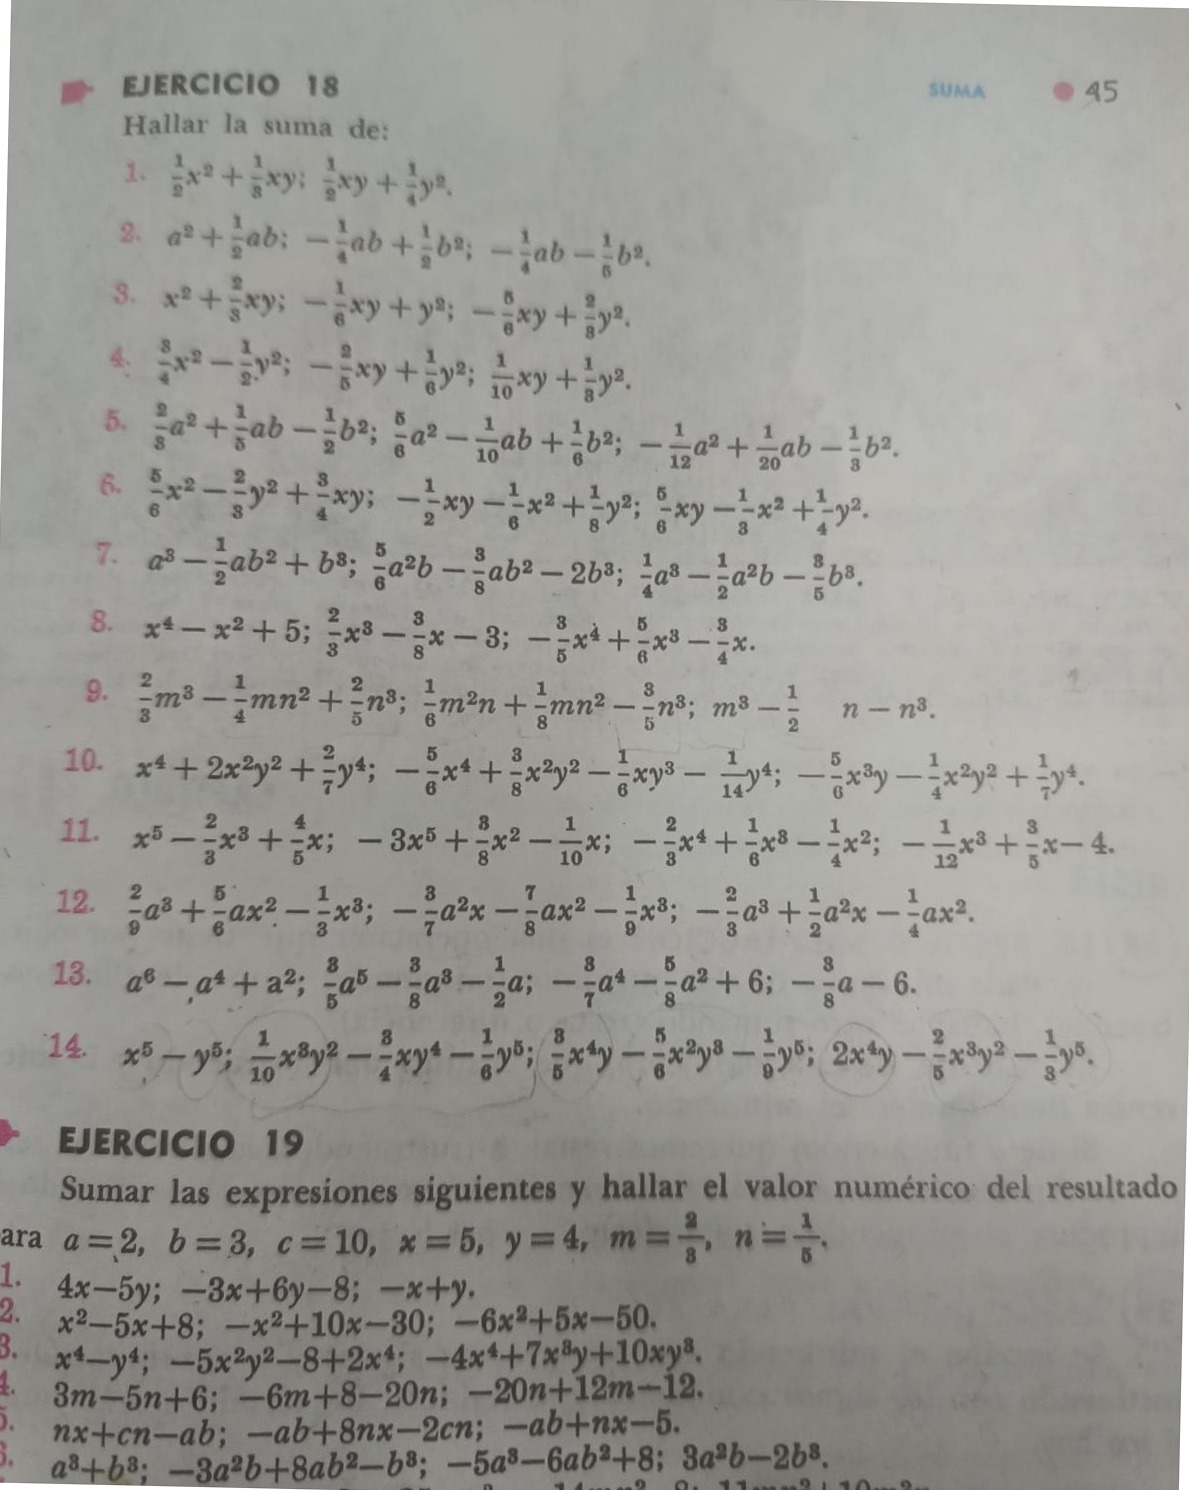 EJERCICIO 18 SUMA ● 45
Hallar la suma de:
1. 1/2x² + 1/3xy; 1/2xy + 1/4y².
2. a² + 1/2ab; −1/4ab + 1/2b²; −1/4ab − 1/5b².
3. x² + 2/3xy; −1/6xy + y²; −5/6xy + 2/3y².
4. 3/4x² − 1/2y²; −2/5xy + 1/6y²; 1/10xy + 1/3y².
5. 2/3a² + 1/5ab − 1/2b²; 5/6a² − 1/10ab + 1/6b²; −1/12a² + 1/20ab − 1/3b².
6. 5/6x² − 2/3y² + 3/4xy; −1/2xy − 1/6x² + 1/8y²; 5/6xy − 1/3x² + 1/4y².
7. a³ − 1/2ab² + b³; 5/6a²b − 3/8ab² − 2b³; 1/4a³ − 1/2a²b − 3/5b³.
8. x⁴ − x² + 5; 2/3x³ − 3/8x − 3; −3/5x⁴ + 5/6x³ − 3/4x.
9. 2/3m³ − 1/4mn² + 2/5n³; 1/6m²n + 1/8mn² − 3/5n³; m³ − 1/2 n − n³.
10. x⁴ + 2x²y² + 2/7y⁴; −5/6x⁴ + 3/8x²y² − 1/6xy³ − 1/14y⁴; −5/6x³y − 1/4x²y² + 1/7y⁴.
11. x⁵ − 2/3x³ + 4/5x; −3x⁵ + 3/8x² − 1/10x; −2/3x⁴ + 1/6x³ − 1/4x²; −1/12x³ + 3/5x − 4.
12. 2/9a³ + 5/6ax² − 1/3x³; −3/7a²x − 7/8ax² − 1/9x³; −2/3a³ + 1/2a²x − 1/4ax².
13. a⁶ − a⁴ + a²; 3/5a⁵ − 3/8a³ − 1/2a; −3/7a⁴ − 5/8a² + 6; −3/8a − 6.
14. x⁵ − y⁵; 1/10x³y² − 3/4xy⁴ − 1/6y⁵; 3/5x⁴y − 5/6x²y³ − 1/9y⁵; 2x⁴y − 2/5x³y² − 1/3y⁵.
EJERCICIO 19
Sumar las expresiones siguientes y hallar el valor numérico del resultado
ara a=2, b=3, c=10, x=5, y=4, m=2/3, n=1/5.
1. 4x−5y; −3x+6y−8; −x+y.
2. x²−5x+8; −x²+10x−30; −6x²+5x−50.
3. x⁴−y⁴; −5x²y²−8+2x⁴; −4x⁴+7x³y+10xy³.
4. 3m−5n+6; −6m+8−20n; −20n+12m−12.
5. nx+cn−ab; −ab+8nx−2cn; −ab+nx−5.
6. a³+b³; −3a²b+8ab²−b³; −5a³−6ab²+8; 3a²b−2b³.